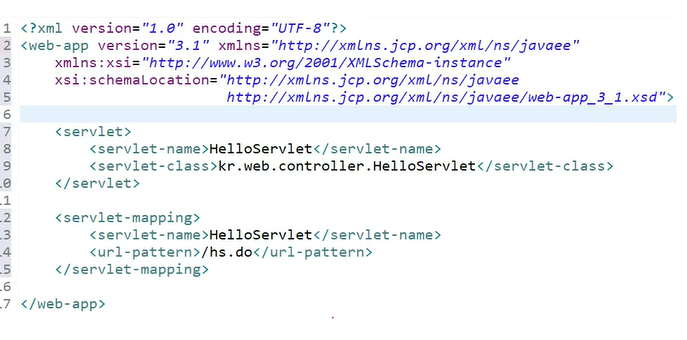 1 <?xml version="1.0" encoding="UTF-8"?>
2 <web-app version="3.1" xmlns="http://xmlns.jcp.org/xml/ns/javaee"
3 xmlns:xsi="http://www.w3.org/2001/XMLSchema-instance"
4 xsi:schemaLocation="http://xmlns.jcp.org/xml/ns/javaee
5 http://xmlns.jcp.org/xml/ns/javaee/web-app_3_1.xsd">
6
7 <servlet>
8 <servlet-name>HelloServlet</servlet-name>
9 <servlet-class>kr.web.controller.HelloServlet</servlet-class>
10 </servlet>
11
12 <servlet-mapping>
13 <servlet-name>HelloServlet</servlet-name>
14 <url-pattern>/hs.do</url-pattern>
15 </servlet-mapping>
16
17 </web-app>